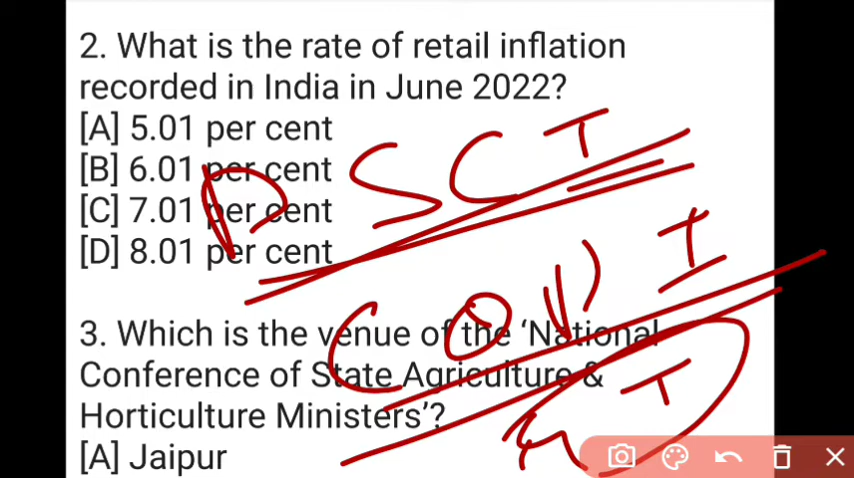 2. What is the rate of retail inflation
recorded in India in June 2022?
[A] 5.01 per cent
[B] 6.01 per cent
[C] 7.01 per cent
[D] 8.01 per cent
3. Which is the venue of the ‘National
Conference of State Agriculture &
Horticulture Ministers’?
[A] Jaipur